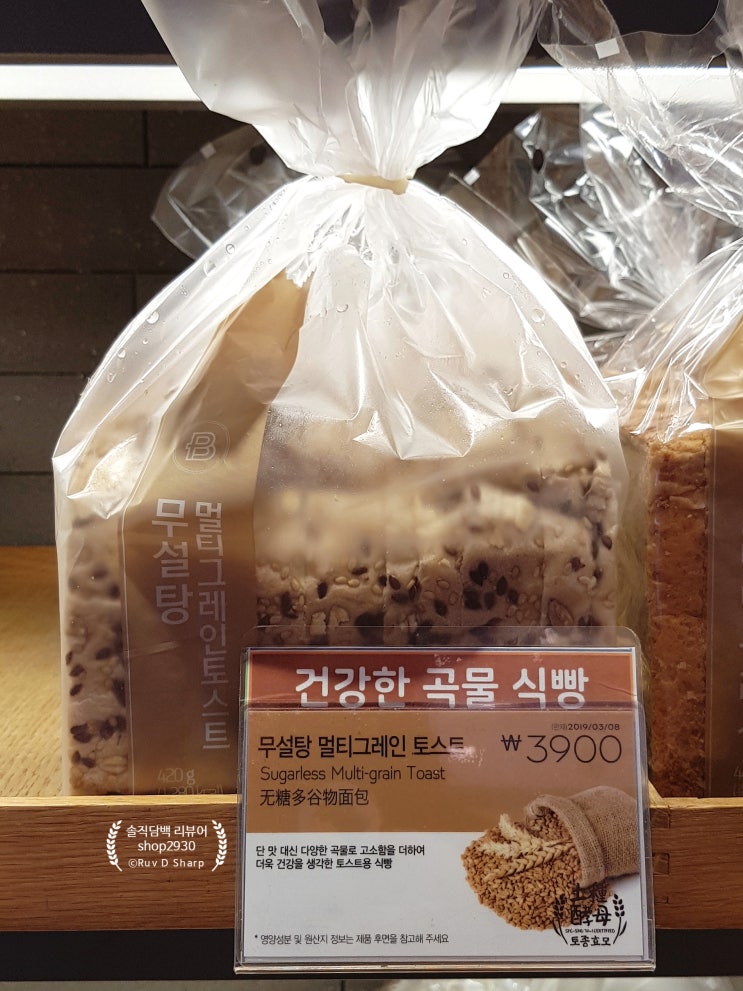 무설탕
멀티그레인토스트
420g
건강한 곡물 식빵
2019/03/08
무설탕 멀티그레인 토스트
₩3900
Sugarless Multi-grain Toast
无糖多谷物面包
단 맛 대신 다양한 곡물로 고소함을 더하여
더욱 건강을 생각한 토스트용 식빵
土種
酵母
토종효모
* 영양성분 및 원산지 정보는 제품 후면을 참고해 주세요
솔직담백 리뷰어
shop2930
©Ruv D Sharp